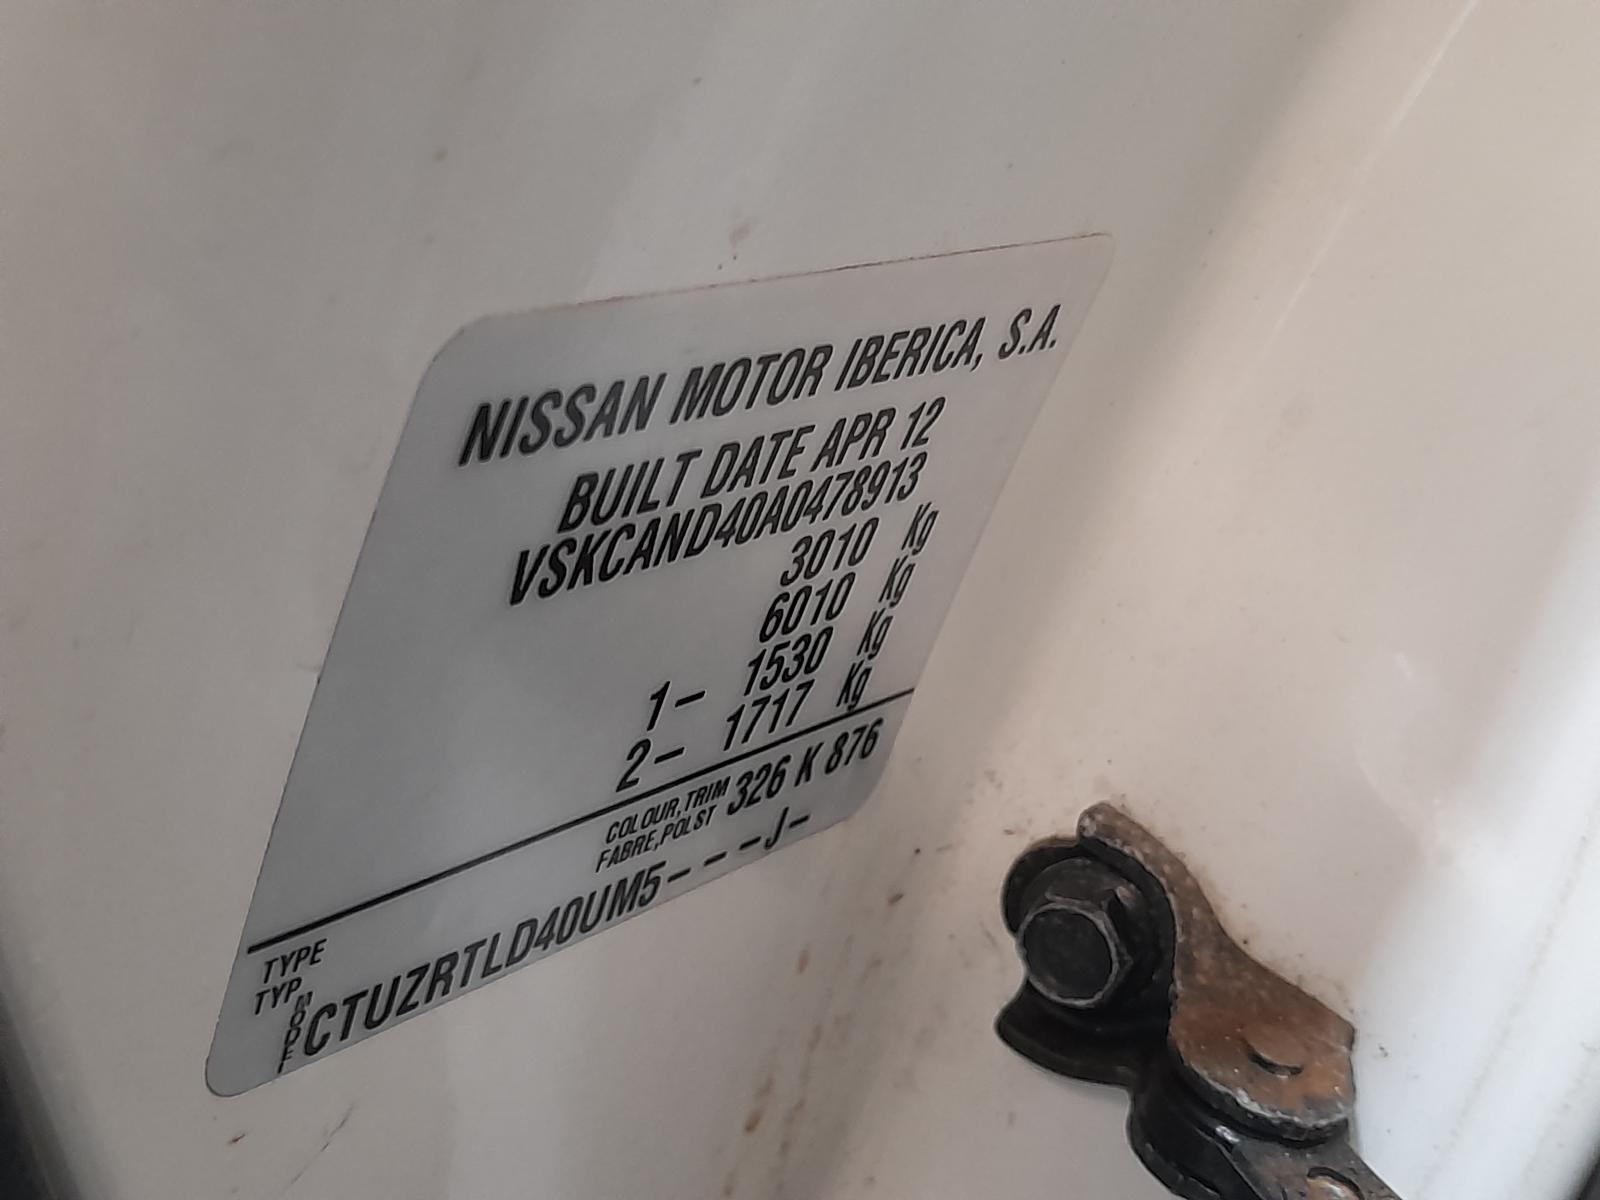 NISSAN MOTOR IBERICA, S.A.
BUILT DATE APR 12
VSKCAND40A0478913
3010 Kg
6010 Kg
1- 1530 Kg
2- 1717 Kg
COLOUR,TRIM 326 K 876
FABRE,POLST
TYPE
TYP
MODE CTUZRTLD40UM5---J-